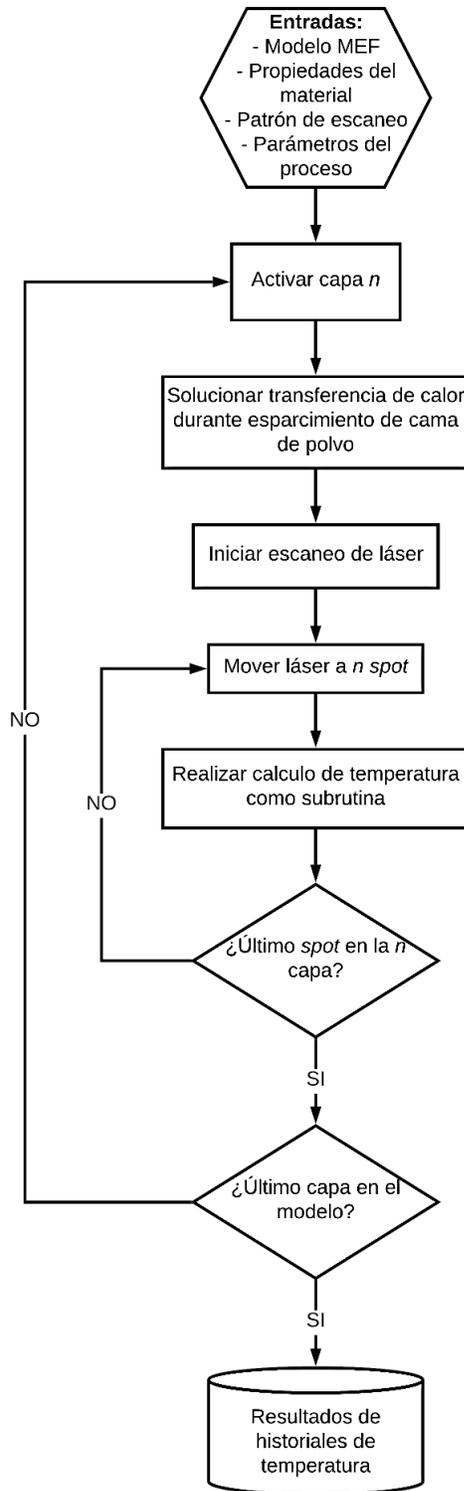 Entradas:
- Modelo MEF
- Propiedades del
material
- Patrón de escaneo
- Parámetros del
proceso
Activar capa n
Solucionar transferencia de calor
durante esparcimiento de cama
de polvo
Iniciar escaneo de láser
Mover láser a n spot
NO
Realizar calculo de temperatura
como subrutina
NO
¿Último spot en la n
capa?
SI
¿Último capa en el
modelo?
SI
Resultados de
historiales de
temperatura